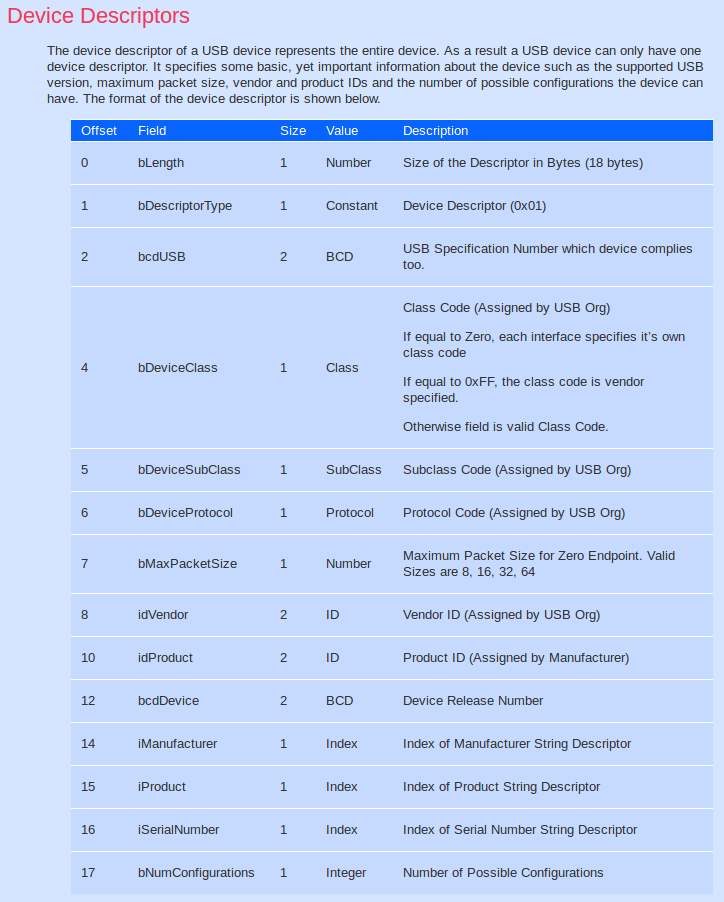 Device Descriptors
The device descriptor of a USB device represents the entire device. As a result a USB device can only have one
device descriptor. It specifies some basic, yet important information about the device such as the supported USB
version, maximum packet size, vendor and product IDs and the number of possible configurations the device can
have. The format of the device descriptor is shown below.
Offset Field Size Value Description
0 bLength 1 Number Size of the Descriptor in Bytes (18 bytes)
1 bDescriptorType 1 Constant Device Descriptor (0x01)
2 bcdUSB 2 BCD USB Specification Number which device complies
too.
Class Code (Assigned by USB Org)
If equal to Zero, each interface specifies it's own
class code
4 bDeviceClass 1 Class
If equal to 0xFF, the class code is vendor
specified.
Otherwise field is valid Class Code.
5 bDeviceSubClass 1 SubClass Subclass Code (Assigned by USB Org)
6 bDeviceProtocol 1 Protocol Protocol Code (Assigned by USB Org)
7 bMaxPacketSize 1 Number Maximum Packet Size for Zero Endpoint. Valid
Sizes are 8, 16, 32, 64
8 idVendor 2 ID Vendor ID (Assigned by USB Org)
10 idProduct 2 ID Product ID (Assigned by Manufacturer)
12 bcdDevice 2 BCD Device Release Number
14 iManufacturer 1 Index Index of Manufacturer String Descriptor
15 iProduct 1 Index Index of Product String Descriptor
16 iSerialNumber 1 Index Index of Serial Number String Descriptor
17 bNumConfigurations 1 Integer Number of Possible Configurations